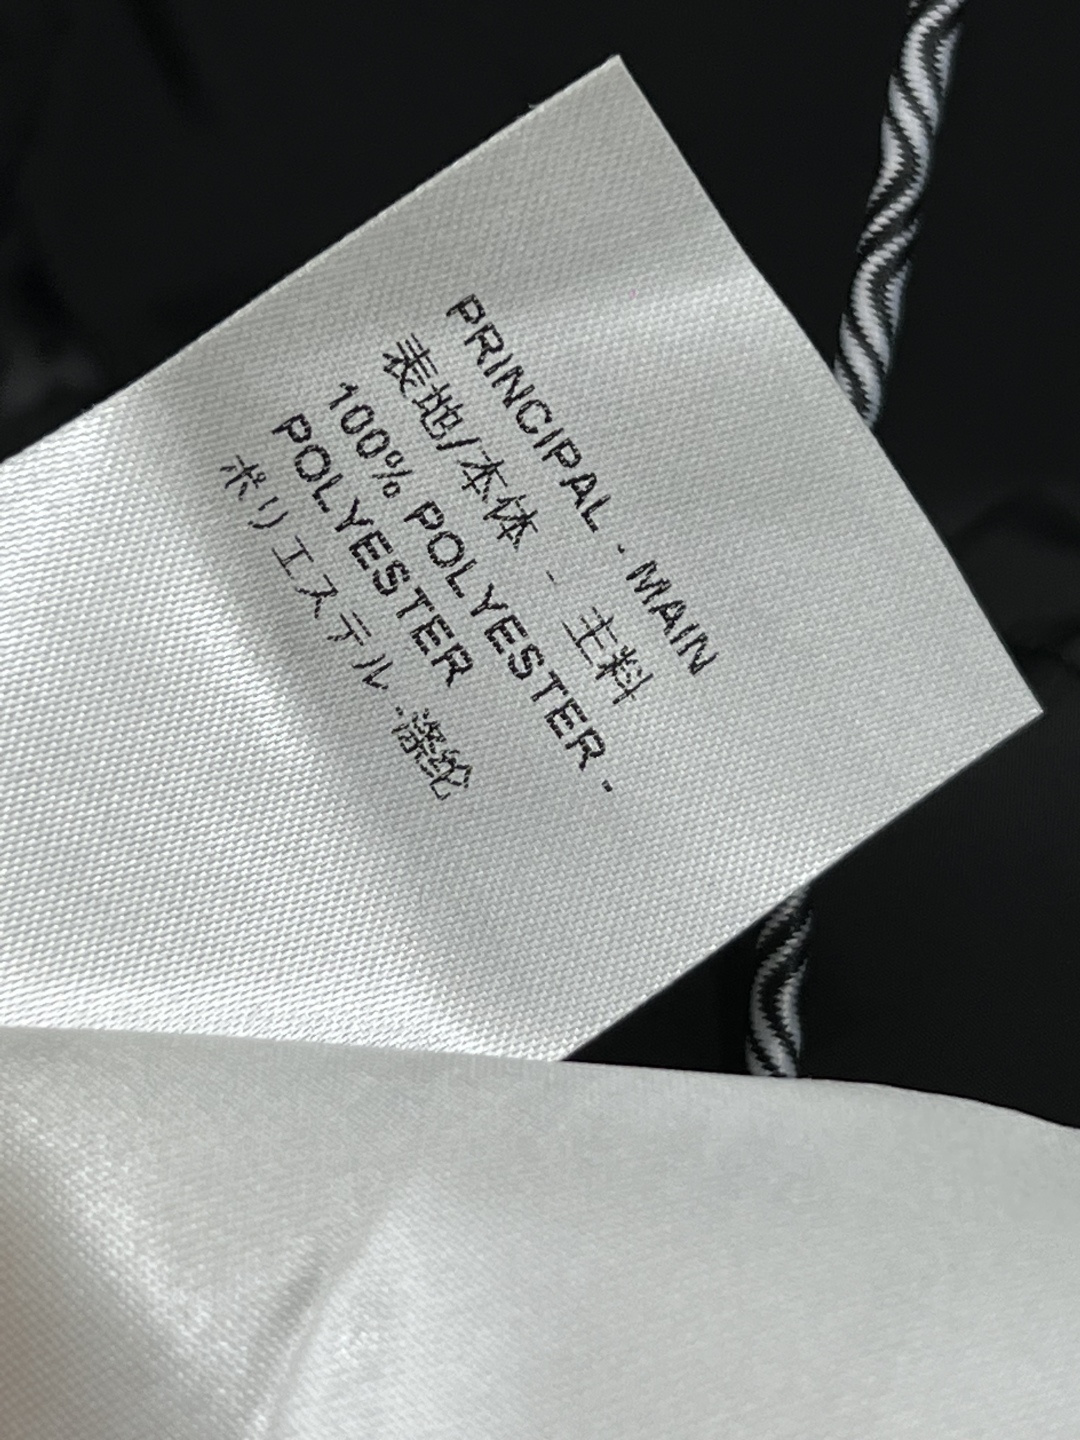 PRINCIPAL - MAIN
表地/本体 - 主料
100% POLYESTER -
POLYESTER
ポリエステル -涤纶